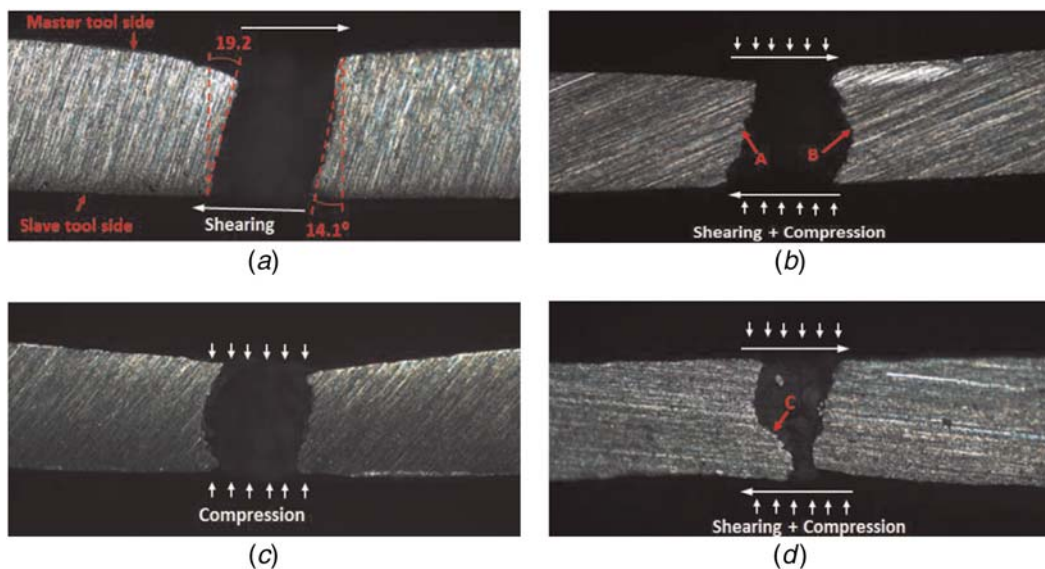 Master tool side
19.2
Slave tool side
Shearing
14.1°
(a)
A
B
Shearing + Compression
(b)
Compression
(c)
C
Shearing + Compression
(d)